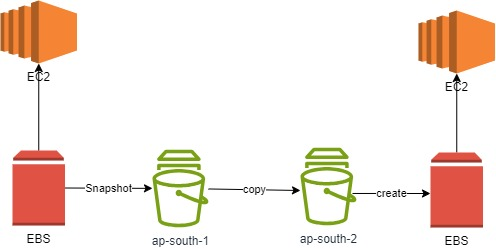 EC2
EC2
Snapshot
copy
create
EBS
ap-south-1
ap-south-2
EBS